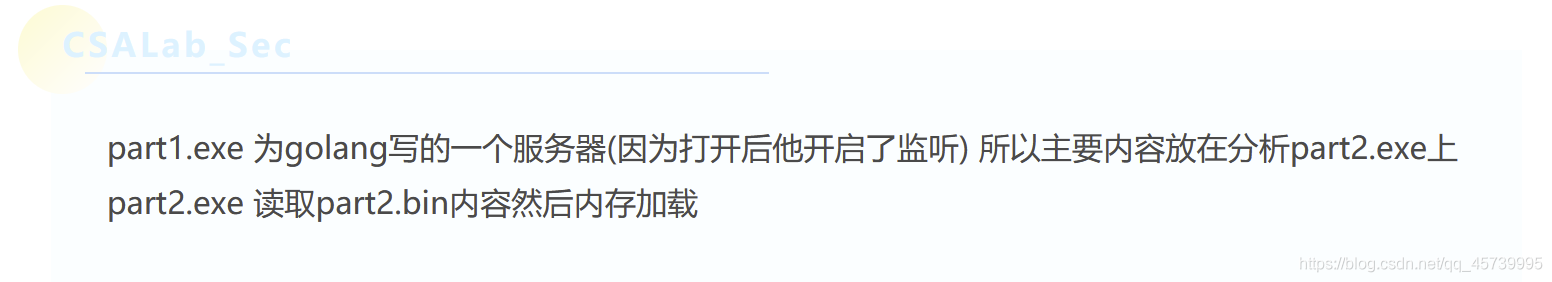 CSALab_Sec
part1.exe 为golang写的一个服务器(因为打开后他开启了监听) 所以主要内容放在分析part2.exe上
part2.exe 读取part2.bin内容然后内存加载
https://blog.csdn.net/qq_45739995